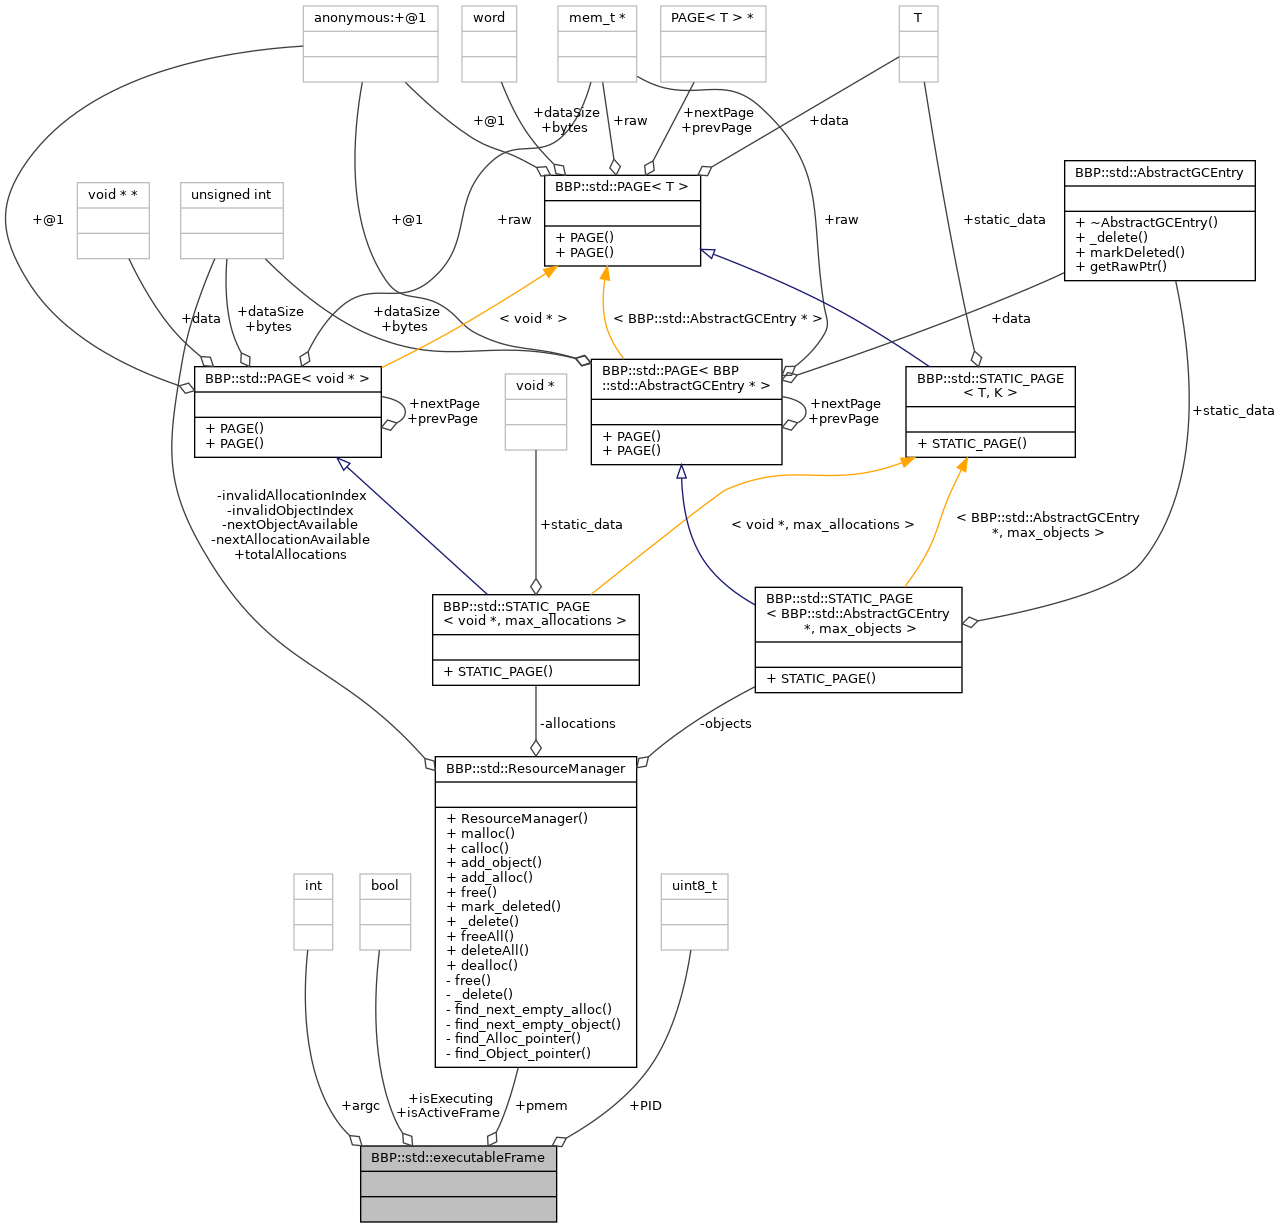 anonymous:+@1
word
mem_t *
PAGE< T > *
T
+@1
+dataSize
+bytes
+raw
+nextPage
+prevPage
+data
BBP::std::AbstractGCEntry
+ ~AbstractGCEntry()
+ _delete()
+ markDeleted()
+ getRawPtr()
void * *
unsigned int
BBP::std::PAGE< T >
+ PAGE()
+ PAGE()
+@1
+@1
+raw
+raw
+static_data
+data
+dataSize
+bytes
+dataSize
+bytes
< void * >
< BBP::std::AbstractGCEntry * >
+data
BBP::std::PAGE< void * >
+ PAGE()
+ PAGE()
+nextPage
+prevPage
void *
BBP::std::PAGE< BBP
::std::AbstractGCEntry * >
+ PAGE()
+ PAGE()
+nextPage
+prevPage
BBP::std::STATIC_PAGE
< T, K >
+ STATIC_PAGE()
+static_data
-invalidAllocationIndex
-invalidObjectIndex
-nextObjectAvailable
-nextAllocationAvailable
+totalAllocations
+static_data
< void *, max_allocations >
< BBP::std::AbstractGCEntry
*, max_objects >
BBP::std::STATIC_PAGE
< void *, max_allocations >
+ STATIC_PAGE()
BBP::std::STATIC_PAGE
< BBP::std::AbstractGCEntry
*, max_objects >
+ STATIC_PAGE()
-allocations
-objects
BBP::std::ResourceManager
+ ResourceManager()
+ malloc()
+ calloc()
+ add_object()
+ add_alloc()
+ free()
+ mark_deleted()
+ _delete()
+ freeAll()
+ deleteAll()
+ dealloc()
- free()
- _delete()
- find_next_empty_alloc()
- find_next_empty_object()
- find_Alloc_pointer()
- find_Object_pointer()
int
bool
uint8_t
+argc
+isExecuting
+isActiveFrame
+pmem
+PID
BBP::std::executableFrame